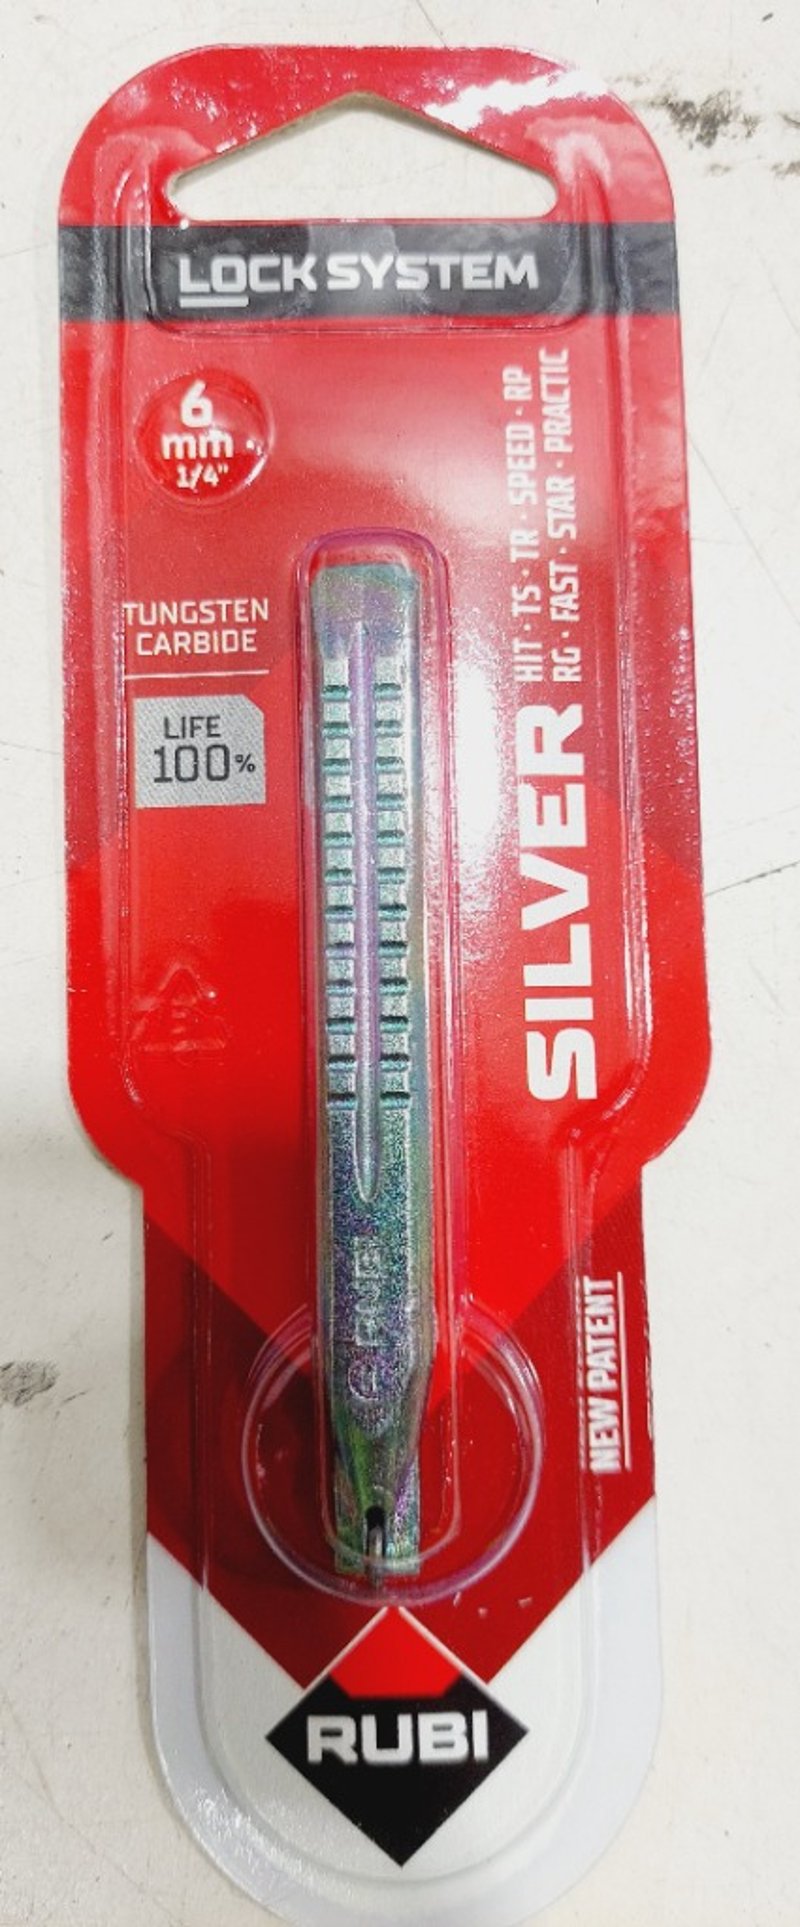 LOCK SYSTEM
6
mm
1/4"
TUNGSTEN
CARBIDE
LIFE
100%
SILVER
HIT · TS · TR · SPEED · RP
RG · FAST · STAR · PRACTIC
RUBI
NEW PATENT
RUBI